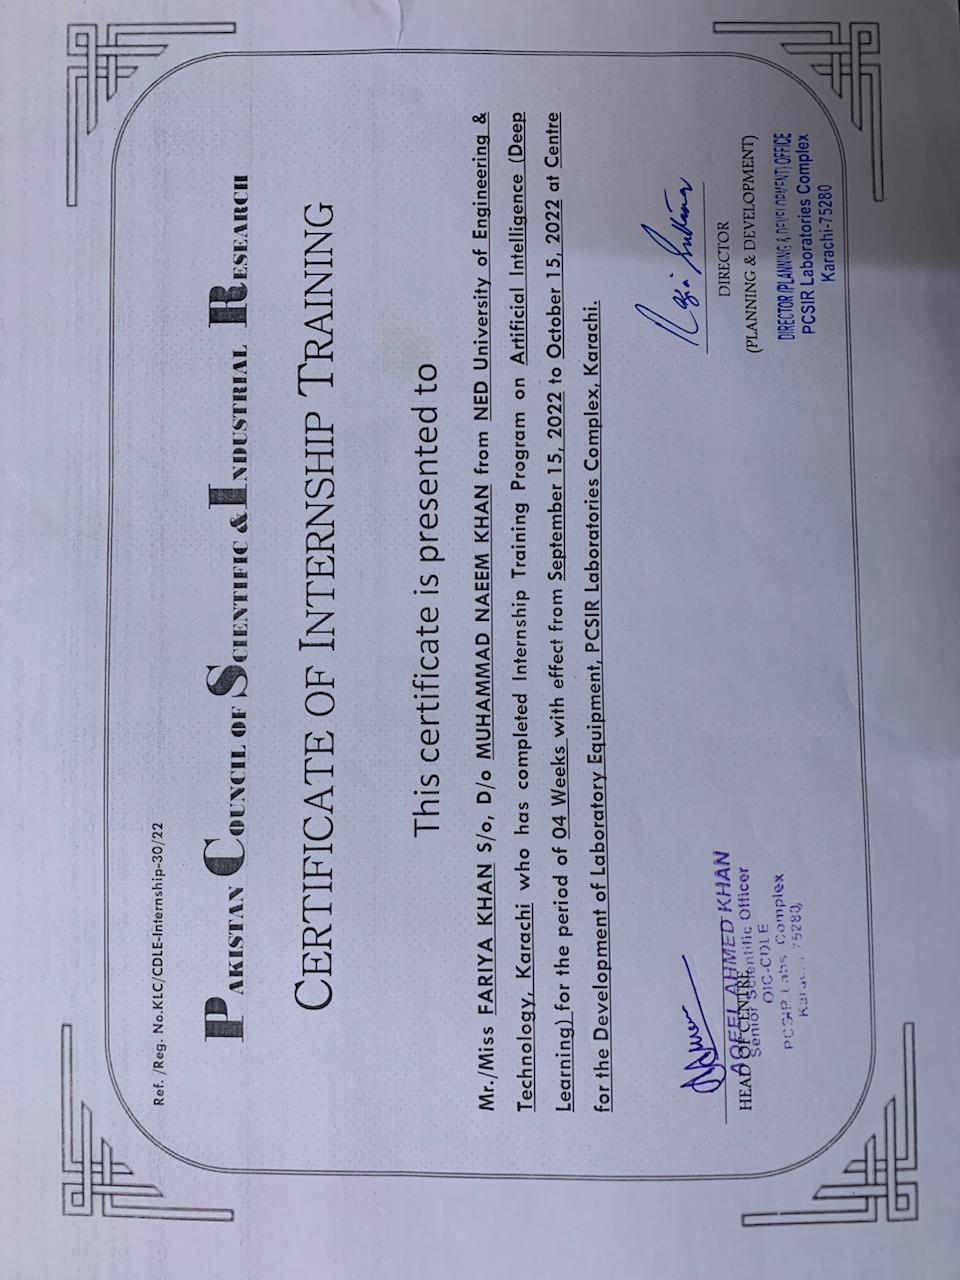 Ref. /Reg. No.KLC/CDLE-Internship-30/22
PAKISTAN COUNCIL OF SCIENTIFIC & INDUSTRIAL RESEARCH
CERTIFICATE OF INTERNSHIP TRAINING
This certificate is presented to
Mr./Miss FARIYA KHAN S/o, D/o MUHAMMAD NAEEM KHAN from NED University of Engineering &
Technology, Karachi who has completed Internship Training Program on Artificial Intelligence (Deep
Learning) for the period of 04 Weeks with effect from September 15, 2022 to October 15, 2022 at Centre
for the Development of Laboratory Equipment, PCSIR Laboratories Complex, Karachi.
HEAD OF CENTRE
AQEEL AHMED KHAN
Senior Scientific Officer
OIC-CDLE
PCSIR Labs Complex
75280,
Razia Sultana
DIRECTOR
(PLANNING & DEVELOPMENT)
DIRECTOR (PLANNING & DEVELOPMENT) OFFICE
PCSIR Laboratories Complex
Karachi-75280